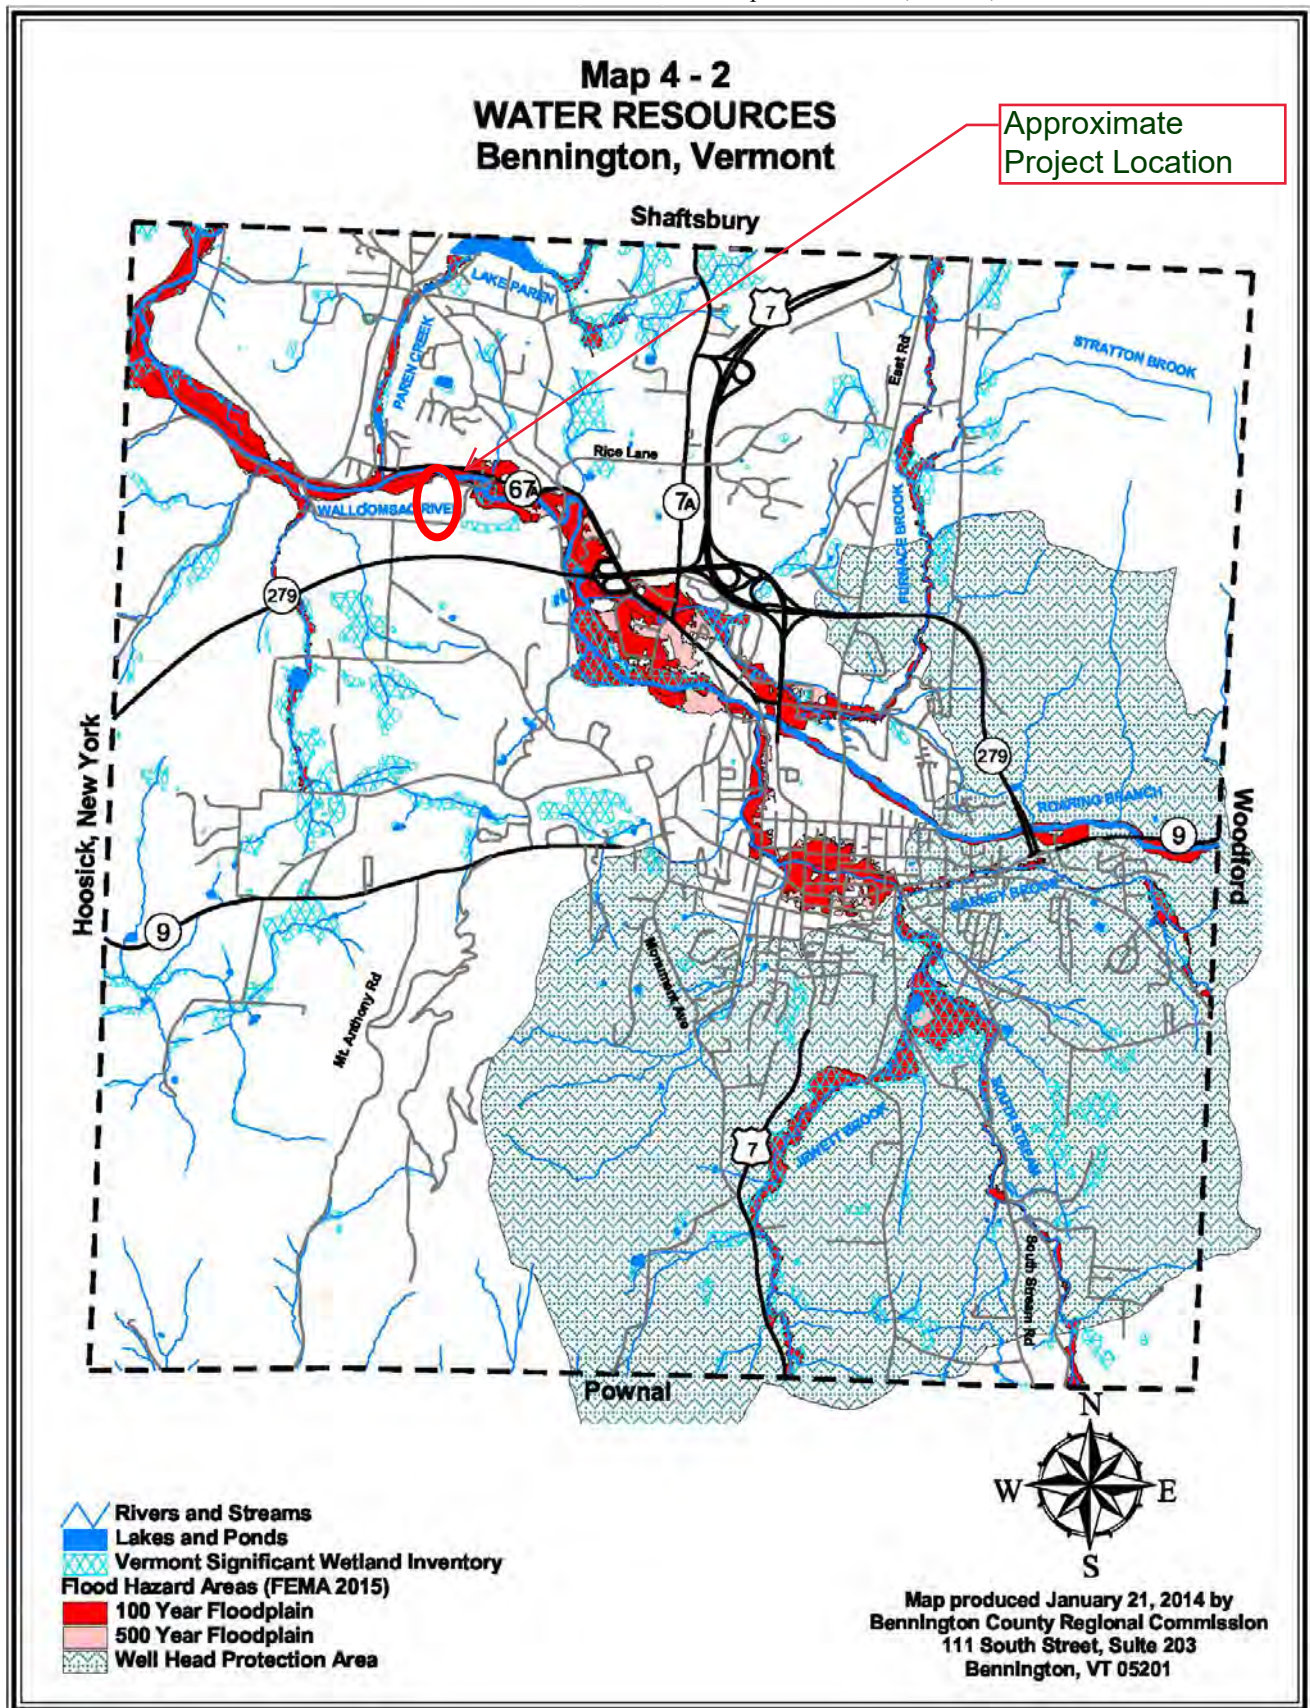 Map 4 - 2
WATER RESOURCES
Bennington, Vermont
Approximate
Project Location
Shaftsbury
LAKE PAREN
7
PAREN CREEK
East Rd
STRATTON BROOK
Rice Lane
67A
7A
WALLOOMSAC RIVER
FURNACE BROOK
279
Hoosick, New York
279
ROARING BRANCH
9
Woodford
BARNEY BROOK
9
Monument Ave
Mt. Anthony Rd
SOUTH STREAM
JEWETT BROOK
7
South Stream Rd
Pownal
N
W
E
S
Rivers and Streams
Lakes and Ponds
Vermont Significant Wetland Inventory
Flood Hazard Areas (FEMA 2015)
100 Year Floodplain
500 Year Floodplain
Well Head Protection Area
Map produced January 21, 2014 by
Bennington County Regional Commission
111 South Street, Suite 203
Bennington, VT 05201